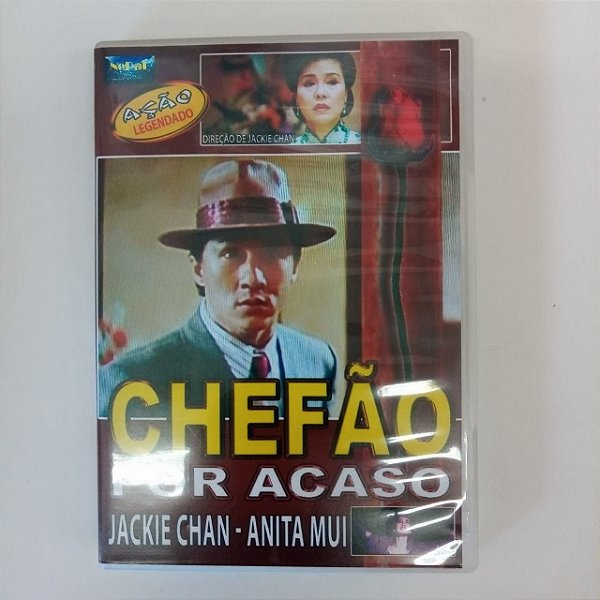 AÇÃO
LEGENDADO
DIREÇÃO DE JACKIE CHAN
CHEFÃO
POR ACASO
JACKIE CHAN - ANITA MUI